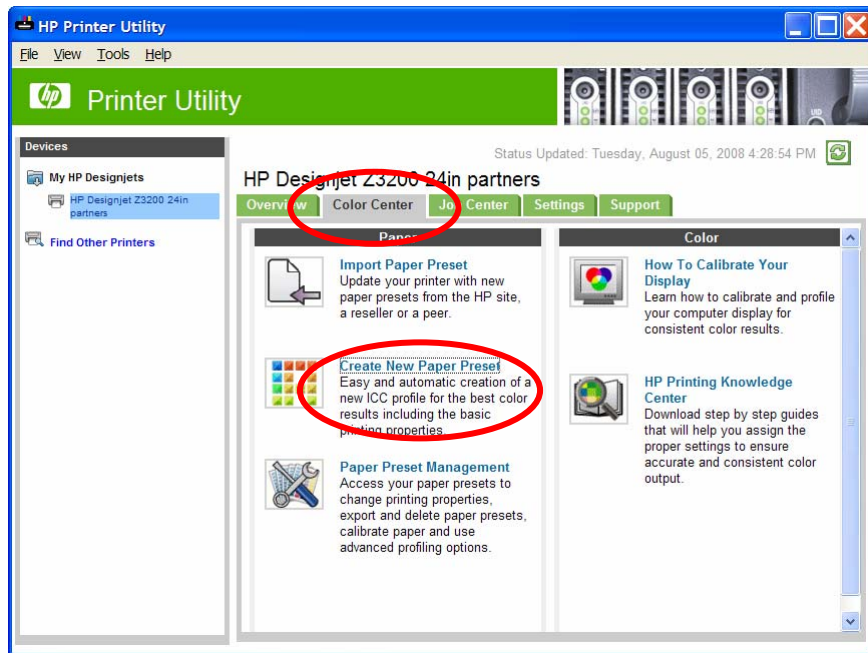 HP Printer Utility
File View Tools Help
hp Printer Utility
UID
Devices
My HP Designjets
HP Designjet Z3200 24in
partners
Find Other Printers
Status Updated: Tuesday, August 05, 2008 4:28:54 PM
HP Designjet Z3200 24in partners
Overview Color Center Job Center Settings Support
Paper
Import Paper Preset
Update your printer with new
paper presets from the HP site,
a reseller or a peer.
Create New Paper Preset
Easy and automatic creation of a
new ICC profile for the best color
results including the basic
printing properties.
Paper Preset Management
Access your paper presets to
change printing properties,
export and delete paper presets,
calibrate paper and use
advanced profiling options.
Color
How To Calibrate Your
Display
Learn how to calibrate and profile
your computer display for
consistent color results.
HP Printing Knowledge
Center
Download step by step guides
that will help you assign the
proper settings to ensure
accurate and consistent color
output.